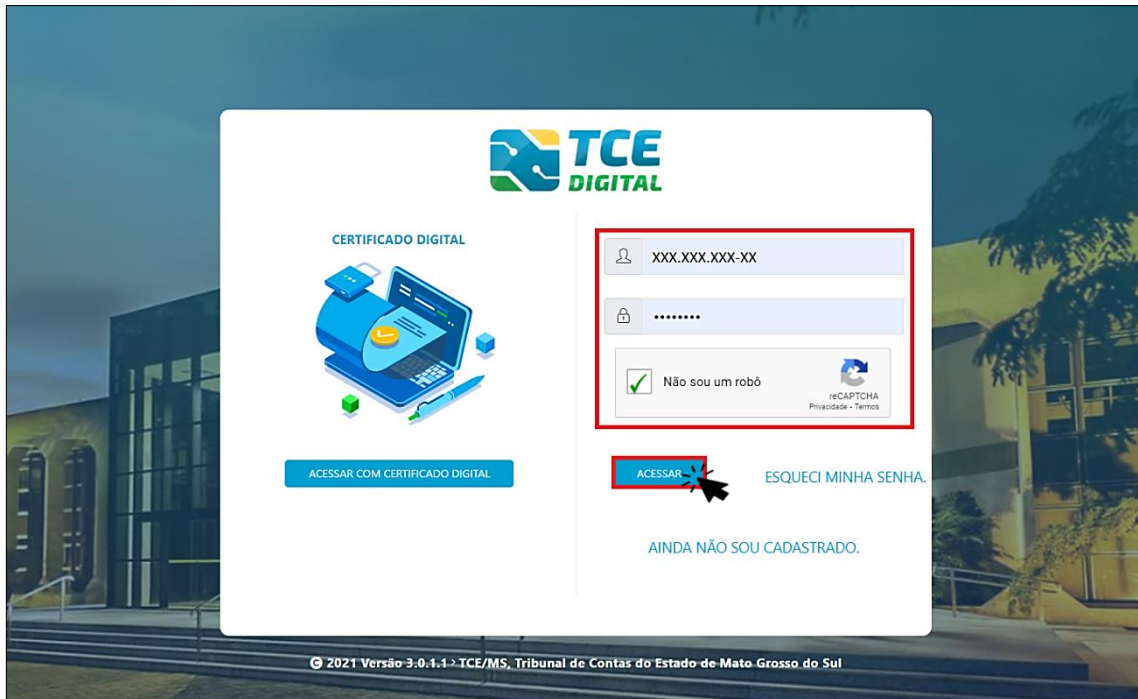 TCE
DIGITAL
CERTIFICADO DIGITAL
ACESSAR COM CERTIFICADO DIGITAL
XXX.XXX.XXX-XX
••••••••
Não sou um robô
reCAPTCHA
Privacidade - Termos
ACESSAR
ESQUECI MINHA SENHA.
AINDA NÃO SOU CADASTRADO.
2021 Versão 3.0.1.1 > TCE/MS, Tribunal de Contas do Estado de Mato Grosso do Sul